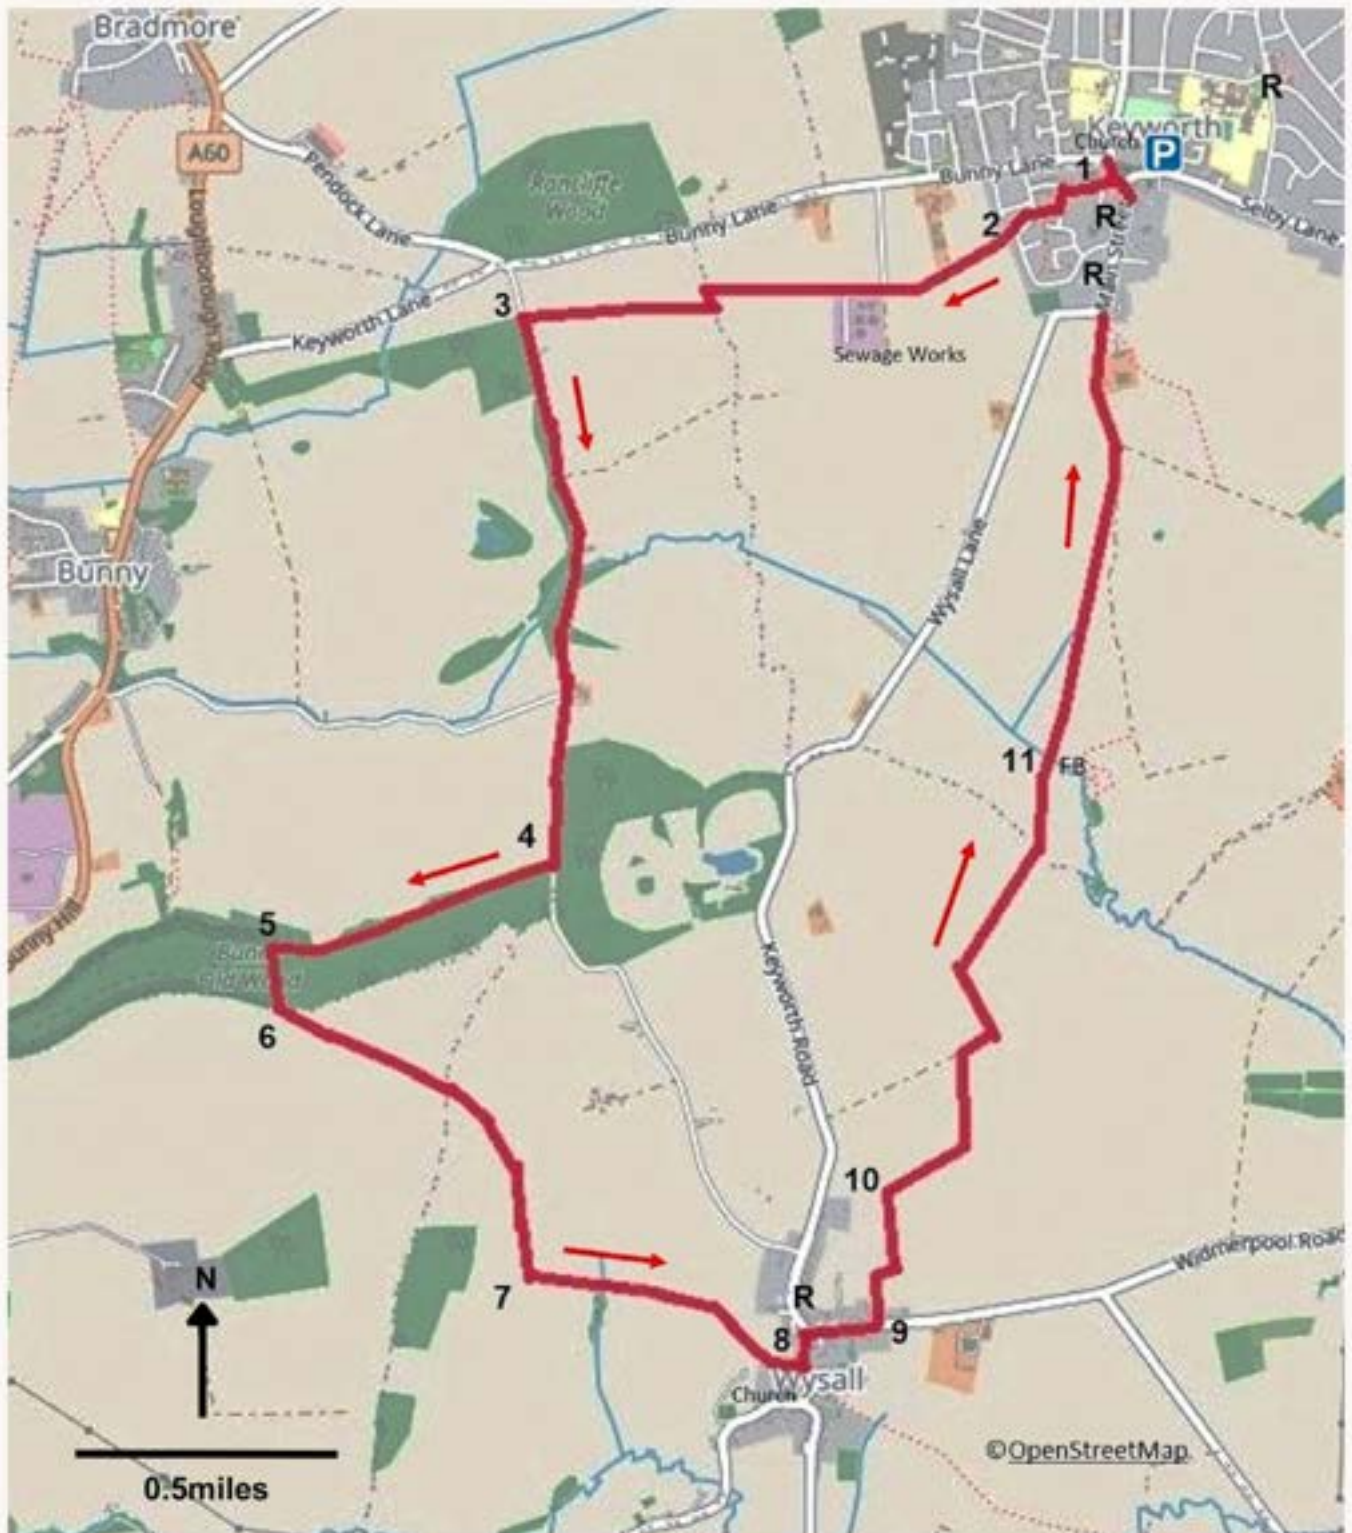 Bradmore
R
Keyworth
Church
P
A60
Pendock Lane
Rancliffe
Wood
Bunny Lane
1
Bunny Lane
2
R
Selby Lane
Main Street
R
3
Keyworth Lane
Loughborough Road
Sewage Works
Bunny
Wysall Lane
11
FB
4
5
Bunny
Old Wood
Bunny Hill
6
Keyworth Road
10
Widmerpool Road
N
7
R
8
9
Wysall
Church
©OpenStreetMap
0.5miles